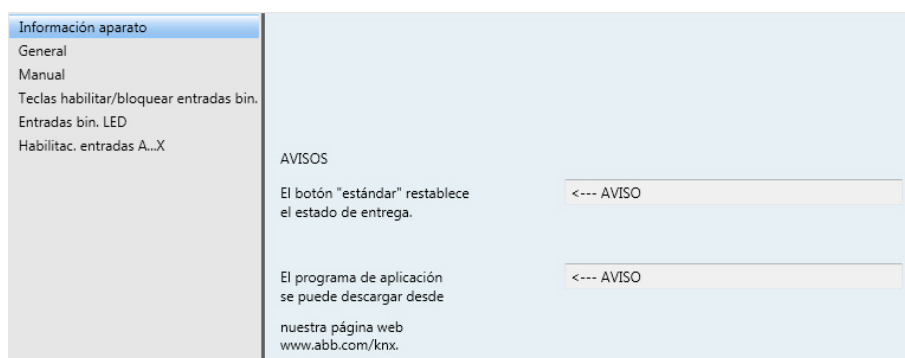 Información aparato
General
Manual
Teclas habilitar/bloquear entradas bin.
Entradas bin. LED
Habilitac. entradas A...X
AVISOS
El botón "estándar" restablece
el estado de entrega.
<--- AVISO
El programa de aplicación
se puede descargar desde
<--- AVISO
nuestra página web
www.abb.com/knx.